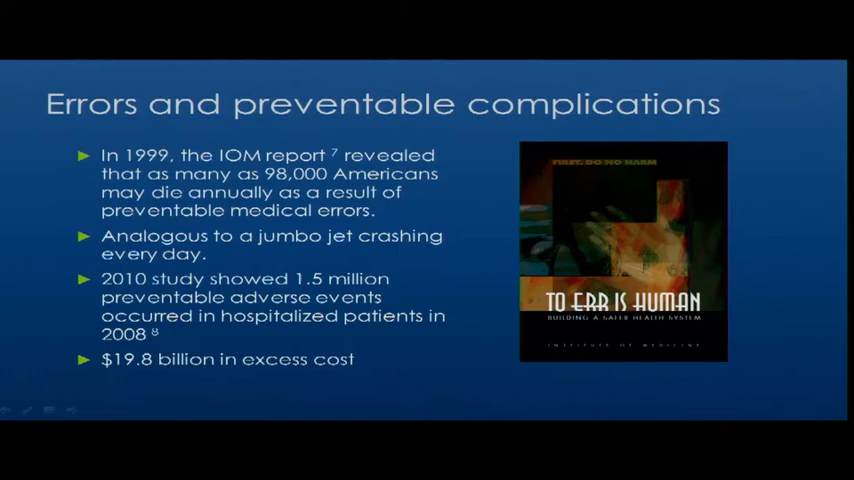 Errors and preventable complications
In 1999, the IOM report 7 revealed
that as many as 98,000 Americans
may die annually as a result of
preventable medical errors.
Analogous to a jumbo jet crashing
every day.
2010 study showed 1.5 million
preventable adverse events
occurred in hospitalized patients in
2008 8
$19.8 billion in excess cost
FIRST, DO NO HARM
TO ERR IS HUMAN
BUILDING A SAFER HEALTH SYSTEM
INSTITUTE OF MEDICINE